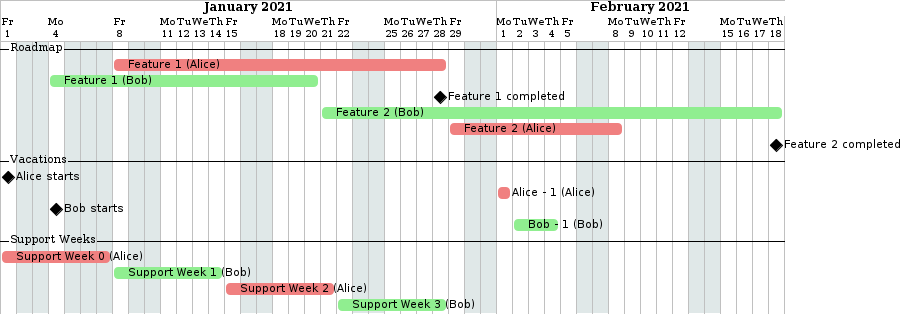 January 2021 February 2021
Fr Mo Fr Mo Tu We Th Fr Mo Tu We Th Fr Mo Tu We Th Fr Mo Tu We Th Fr Mo Tu We Th Fr Mo Tu We Th
1 4 8 11 12 13 14 15 18 19 20 21 22 25 26 27 28 29 1 2 3 4 5 8 9 10 11 12 15 16 17 18
Roadmap
Feature 1 (Alice)
Feature 1 (Bob)
Feature 1 completed
Feature 2 (Bob)
Feature 2 (Alice)
Feature 2 completed
Vacations
Alice starts
Alice - 1 (Alice)
Bob starts
Bob - 1 (Bob)
Support Weeks
Support Week 0 (Alice)
Support Week 1 (Bob)
Support Week 2 (Alice)
Support Week 3 (Bob)